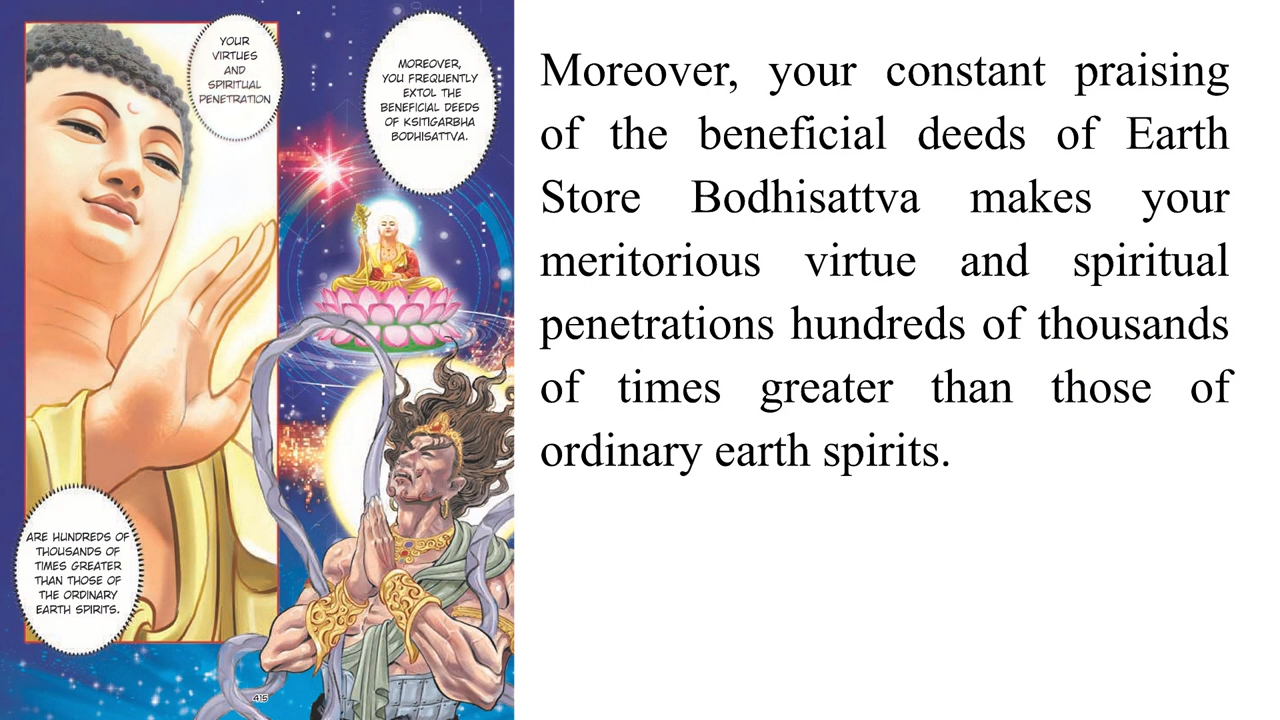 YOUR
VIRTUES
AND
SPIRITUAL
PENETRATION
MOREOVER,
YOU FREQUENTLY
EXTOL THE
BENEFICIAL DEEDS
OF KSITIGARBHA
BODHISATTVA.
ARE HUNDREDS OF
THOUSANDS OF
TIMES GREATER
THAN THOSE OF
THE ORDINARY
EARTH SPIRITS.
415
Moreover, your constant praising
of the beneficial deeds of Earth
Store Bodhisattva makes your
meritorious virtue and spiritual
penetrations hundreds of thousands
of times greater than those of
ordinary earth spirits.